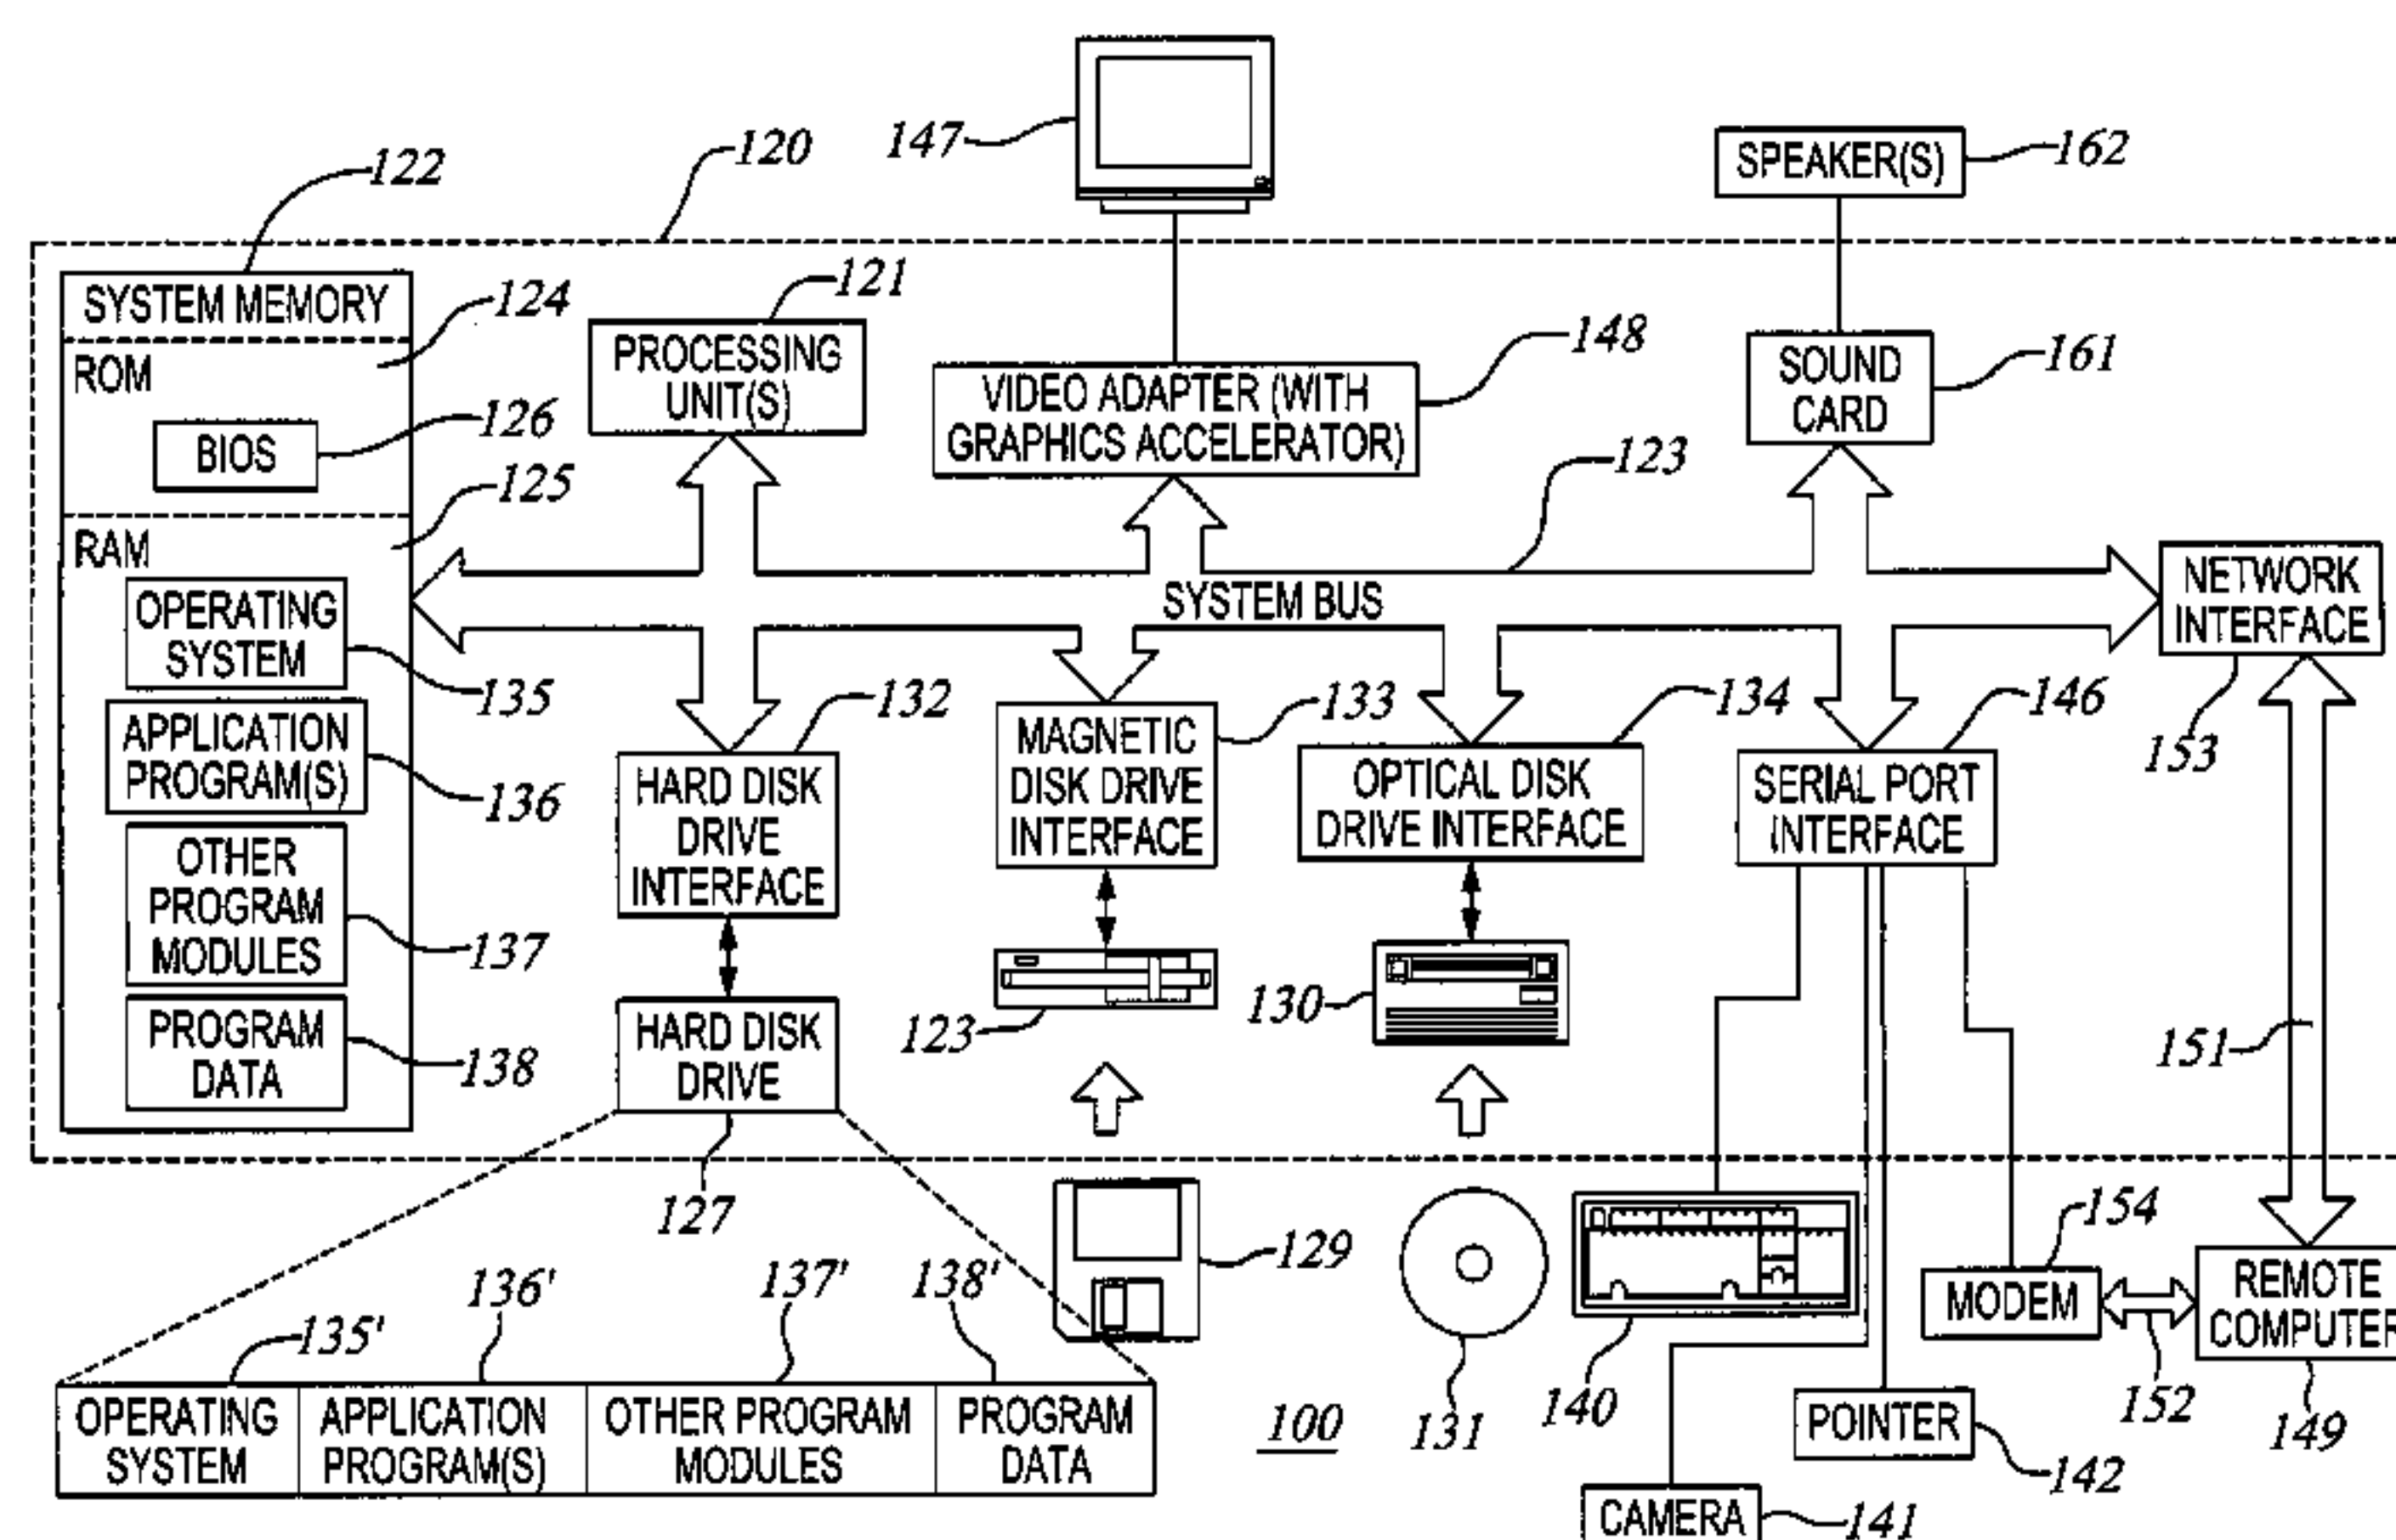 147
120
SPEAKER(S)
162
122
SYSTEM MEMORY
124
ROM
BIOS
126
125
RAM
OPERATING
SYSTEM
135
APPLICATION
PROGRAM(S)
136
OTHER
PROGRAM
MODULES
137
PROGRAM
DATA
138
121
PROCESSING
UNIT(S)
148
VIDEO ADAPTER (WITH
GRAPHICS ACCELERATOR)
SOUND
CARD
161
123
SYSTEM BUS
NETWORK
INTERFACE
153
132
HARD DISK
DRIVE
INTERFACE
133
MAGNETIC
DISK DRIVE
INTERFACE
134
OPTICAL DISK
DRIVE INTERFACE
146
SERIAL PORT
INTERFACE
123
130
151
HARD DISK
DRIVE
127
129
131
140
154
MODEM
152
REMOTE
COMPUTER
149
POINTER
142
CAMERA
141
135'
136'
137'
138'
OPERATING
SYSTEM
APPLICATION
PROGRAM(S)
OTHER PROGRAM
MODULES
PROGRAM
DATA
100